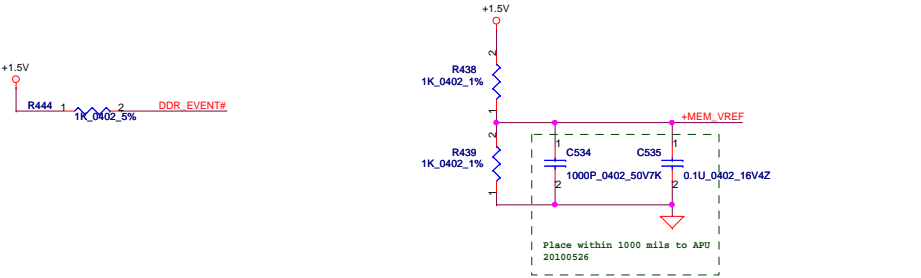 +1.5V
R444
1
2
DDR_EVENT#
1K_0402_5%
+1.5V
2
R438
1K_0402_1%
1
+MEM_VREF
2
R439
1K_0402_1%
1
1
C534
1000P_0402_50V7K
2
1
C535
0.1U_0402_16V4Z
2
Place within 1000 mils to APU
20100526